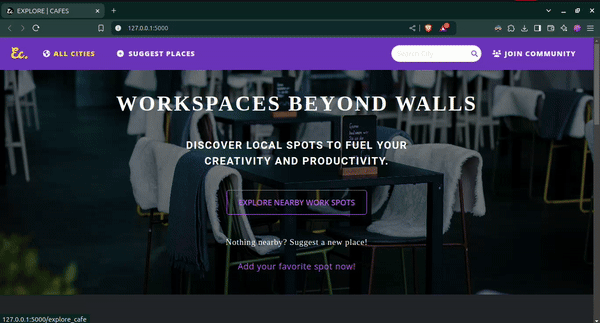 EXPLORE | CAFES
127.0.0.1:5000
Ec.
ALL CITIES
SUGGEST PLACES
Search City
JOIN COMMUNITY
WORKSPACES BEYOND WALLS
DISCOVER LOCAL SPOTS TO FUEL YOUR
CREATIVITY AND PRODUCTIVITY.
EXPLORE NEARBY WORK SPOTS
Nothing nearby? Suggest a new place!
Add your favorite spot now!
127.0.0.1:5000/explore_cafe